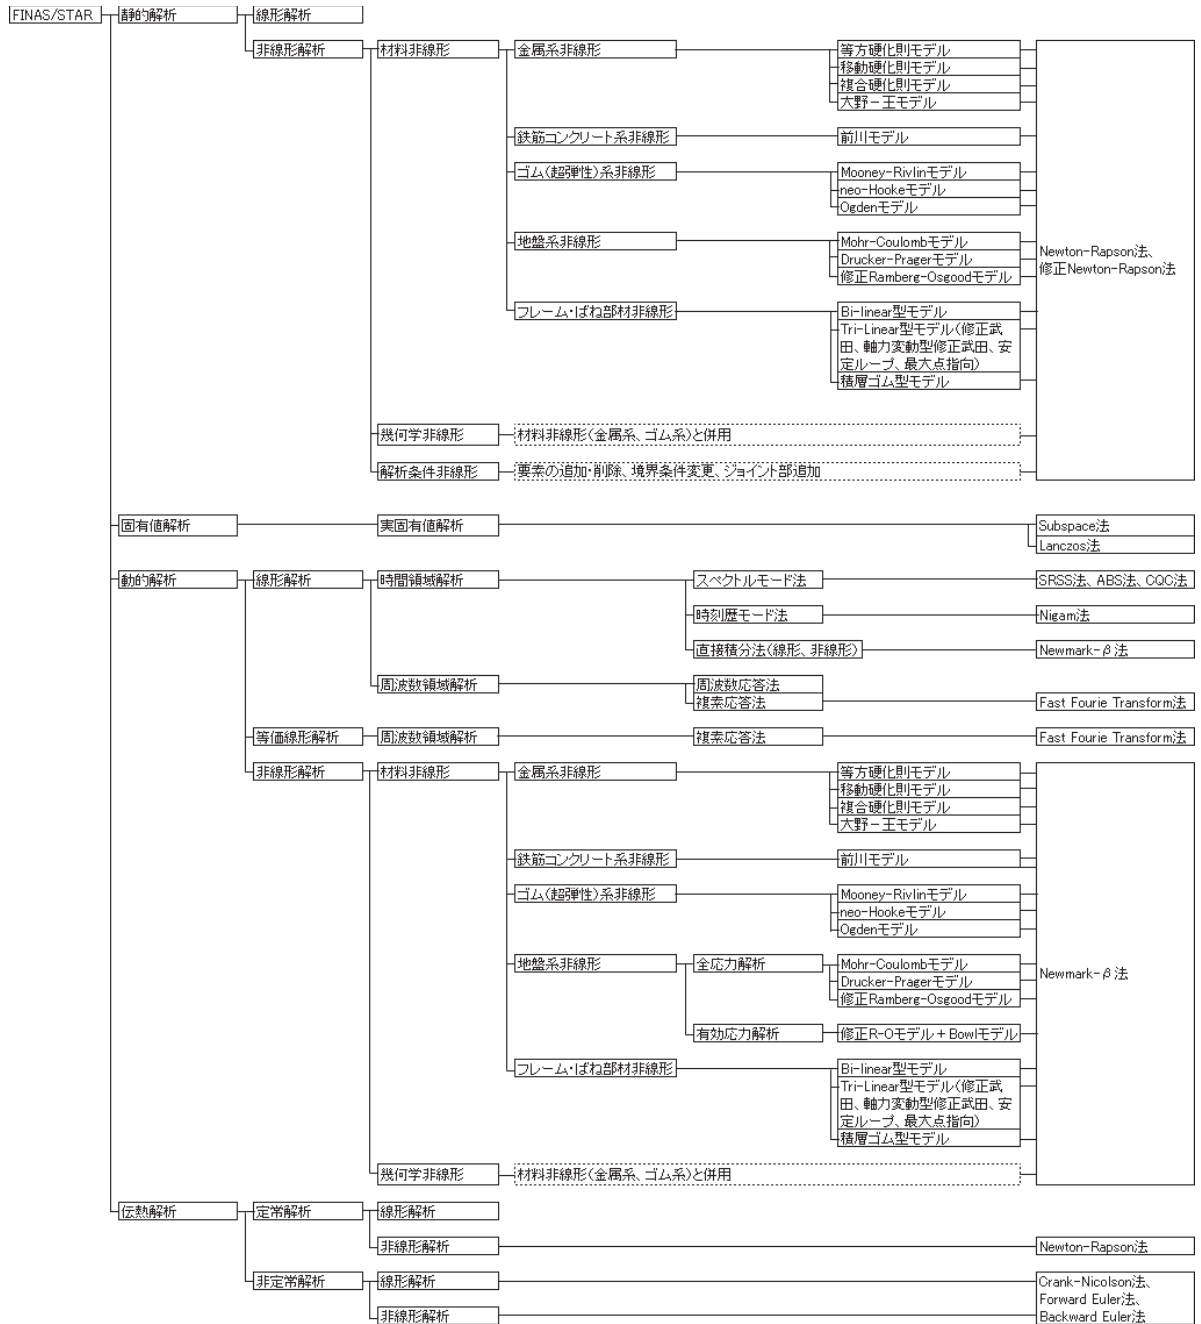 FINAS/STAR
静的解析
線形解析
非線形解析
材料非線形
金属系非線形
等方硬化則モデル
移動硬化則モデル
複合硬化則モデル
大野－王モデル
鉄筋コンクリート系非線形
前川モデル
ゴム(超弾性)系非線形
Mooney-Rivlinモデル
neo-Hookeモデル
Ogdenモデル
地盤系非線形
Mohr-Coulombモデル
Drucker-Pragerモデル
修正Ramberg-Osgoodモデル
Newton-Rapson法、
修正Newton-Rapson法
フレーム・ばね部材非線形
Bi-linear型モデル
Tri-Linear型モデル(修正武
田、軸力変動型修正武田、安
定ループ、最大点指向)
積層ゴム型モデル
幾何学非線形
材料非線形(金属系、ゴム系)と併用
解析条件非線形
要素の追加・削除、境界条件変更、ジョイント部追加
固有値解析
実固有値解析
Subspace法
Lanczos法
動的解析
線形解析
時間領域解析
スペクトルモード法
SRSS法、ABS法、CQC法
時刻歴モード法
Nigam法
直接積分法(線形、非線形)
Newmark-β法
周波数領域解析
周波数応答法
複素応答法
Fast Fourie Transform法
等価線形解析
周波数領域解析
複素応答法
Fast Fourie Transform法
非線形解析
材料非線形
金属系非線形
等方硬化則モデル
移動硬化則モデル
複合硬化則モデル
大野－王モデル
鉄筋コンクリート系非線形
前川モデル
ゴム(超弾性)系非線形
Mooney-Rivlinモデル
neo-Hookeモデル
Ogdenモデル
地盤系非線形
全応力解析
Mohr-Coulombモデル
Drucker-Pragerモデル
修正Ramberg-Osgoodモデル
Newmark-β法
有効応力解析
修正R-Oモデル＋Bowlモデル
フレーム・ばね部材非線形
Bi-linear型モデル
Tri-Linear型モデル(修正武
田、軸力変動型修正武田、安
定ループ、最大点指向)
積層ゴム型モデル
幾何学非線形
材料非線形(金属系、ゴム系)と併用
伝熱解析
定常解析
線形解析
非線形解析
Newton-Rapson法
非定常解析
線形解析
Crank-Nicolson法、
Forward Euler法、
Backward Euler法
非線形解析